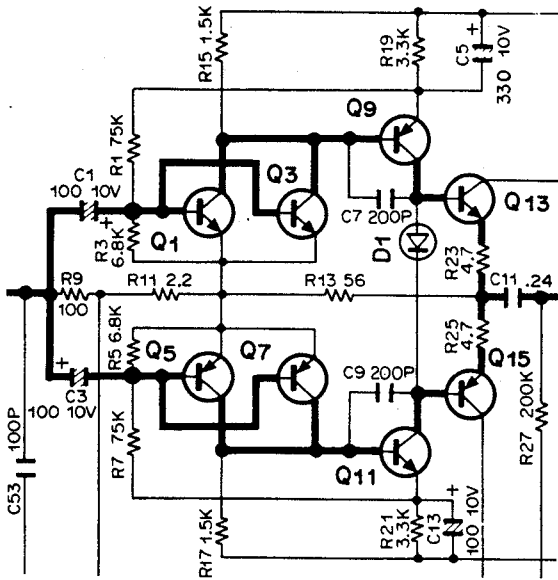 R15 1.5K
R19
3.3K
C5
10V
+
330
Q9
R1 75K
C1
100 10V
+
Q3
Q1
R3
6.8K
C7 200P
Q13
D1
R23
4.7
R9
100
R11 2.2
R13 56
C11 .24
R5 6.8K
Q5
Q7
R25
4.7
Q15
+
C3
10V
100
C9 200P
R27 200K
100P
C53
R7 75K
Q11
R17 1.5K
R21
3.3K
C13
+
100 10V